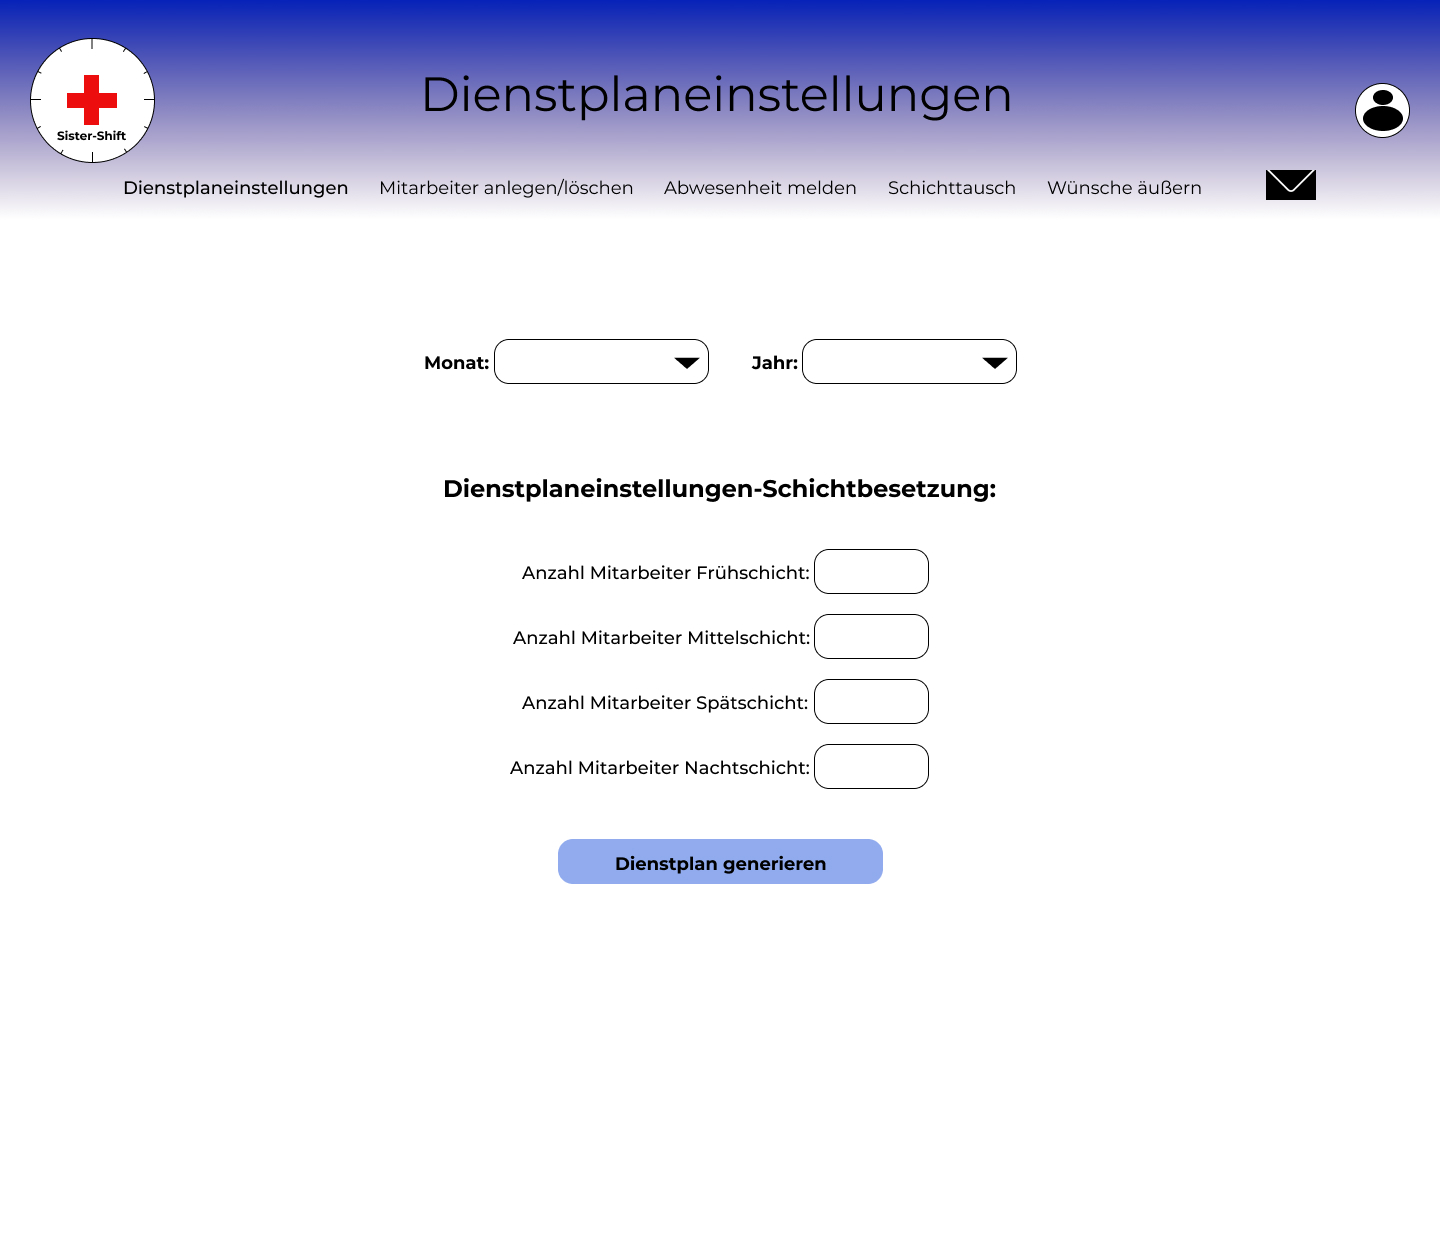 Dienstplaneinstellungen
Sister-Shift
Dienstplaneinstellungen Mitarbeiter anlegen/löschen Abwesenheit melden Schichttausch Wünsche äußern
Monat: Jahr:
Dienstplaneinstellungen-Schichtbesetzung:
Anzahl Mitarbeiter Frühschicht:
Anzahl Mitarbeiter Mittelschicht:
Anzahl Mitarbeiter Spätschicht:
Anzahl Mitarbeiter Nachtschicht:
Dienstplan generieren